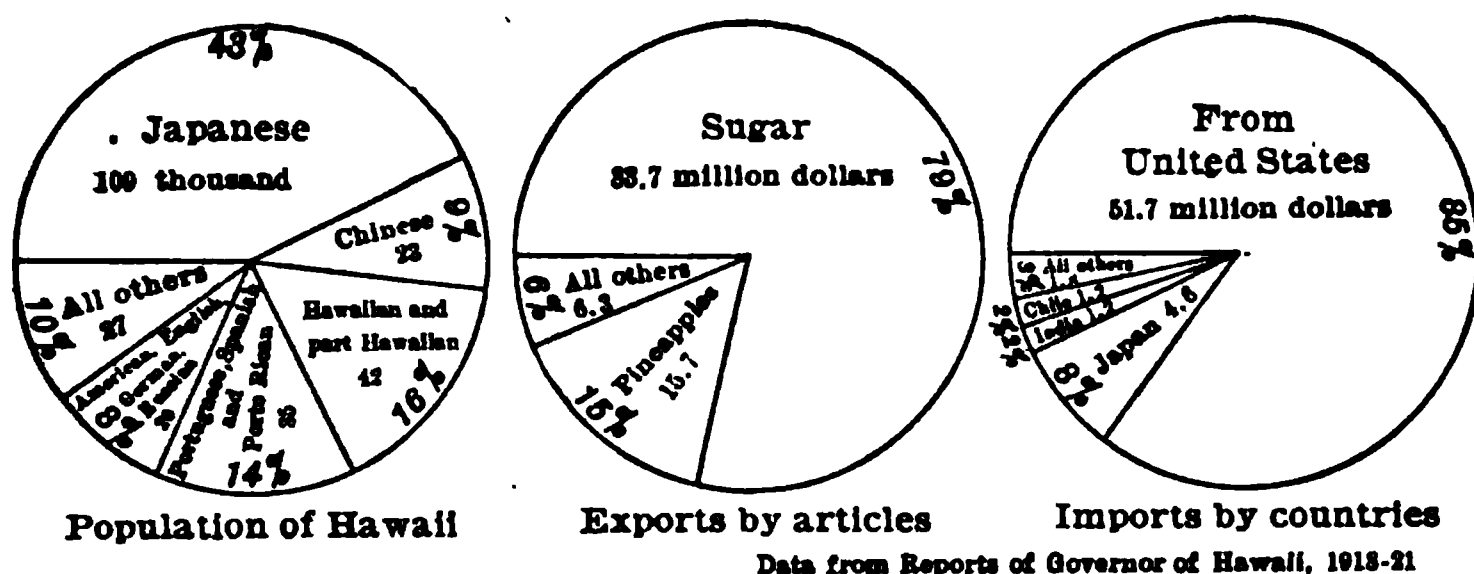 43%
Japanese
109 thousand
9%
Chinese
23
Hawaiian and
part Hawaiian
42
16%
Portuguese, Spanish
and
Porto Rican
14%
American, English,
German,
Russian
8%
All others
27
10%
Population of Hawaii
Sugar
83.7 million dollars
79%
Pineapples
15.7
15%
All others
6.3
6%
Exports by articles
From
United States
51.7 million dollars
85%
Japan 4.6
8%
India 1.2
2%
Chile 1.2
2%
All others
Imports by countries
Data from Reports of Governor of Hawaii, 1918-21